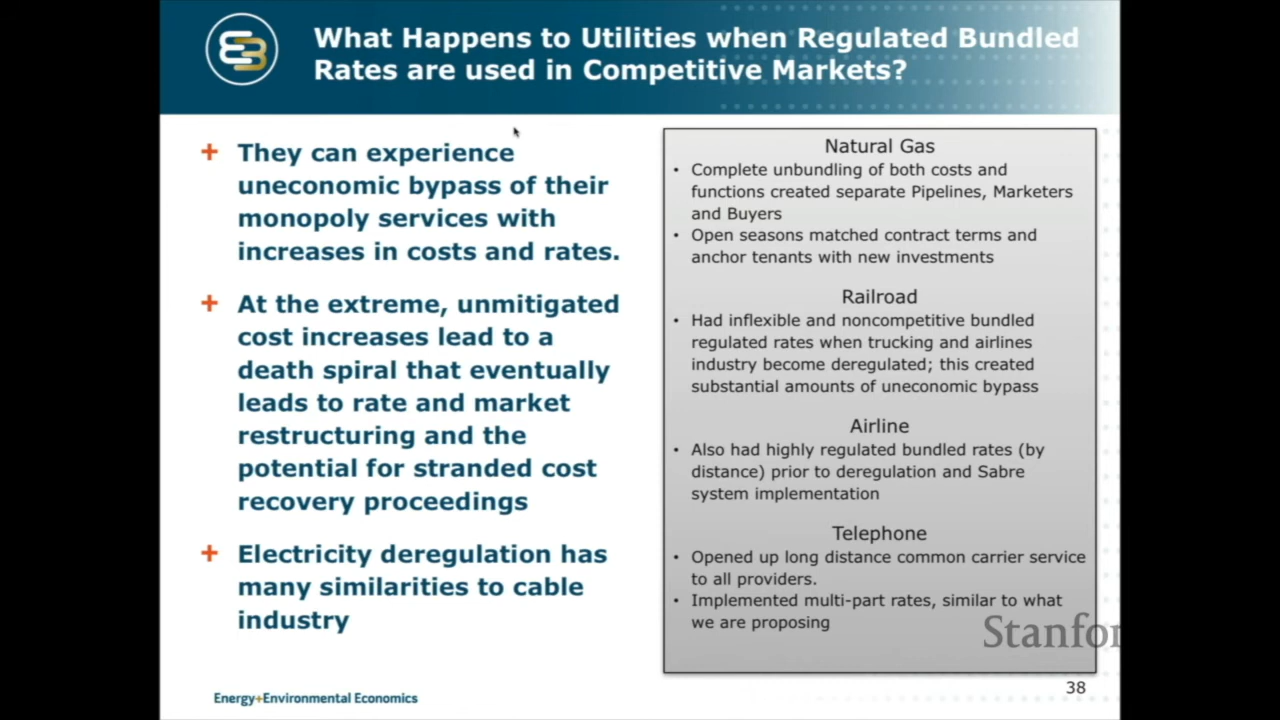 What Happens to Utilities when Regulated Bundled
Rates are used in Competitive Markets?
+ They can experience
uneconomic bypass of their
monopoly services with
increases in costs and rates.
+ At the extreme, unmitigated
cost increases lead to a
death spiral that eventually
leads to rate and market
restructuring and the
potential for stranded cost
recovery proceedings
+ Electricity deregulation has
many similarities to cable
industry
Natural Gas
• Complete unbundling of both costs and
functions created separate Pipelines, Marketers
and Buyers
• Open seasons matched contract terms and
anchor tenants with new investments
Railroad
• Had inflexible and noncompetitive bundled
regulated rates when trucking and airlines
industry become deregulated; this created
substantial amounts of uneconomic bypass
Airline
• Also had highly regulated bundled rates (by
distance) prior to deregulation and Sabre
system implementation
Telephone
• Opened up long distance common carrier service
to all providers.
• Implemented multi-part rates, similar to what
we are proposing
Stanfor
Energy+Environmental Economics
38